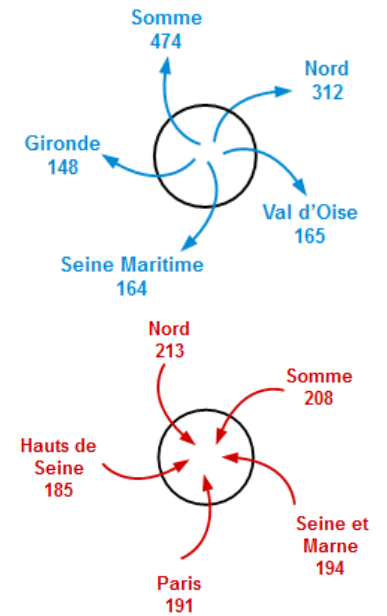 Somme
474
Nord
312
Gironde
148
Val d'Oise
165
Seine Maritime
164
Nord
213
Somme
208
Hauts de
Seine
185
Seine et
Marne
194
Paris
191